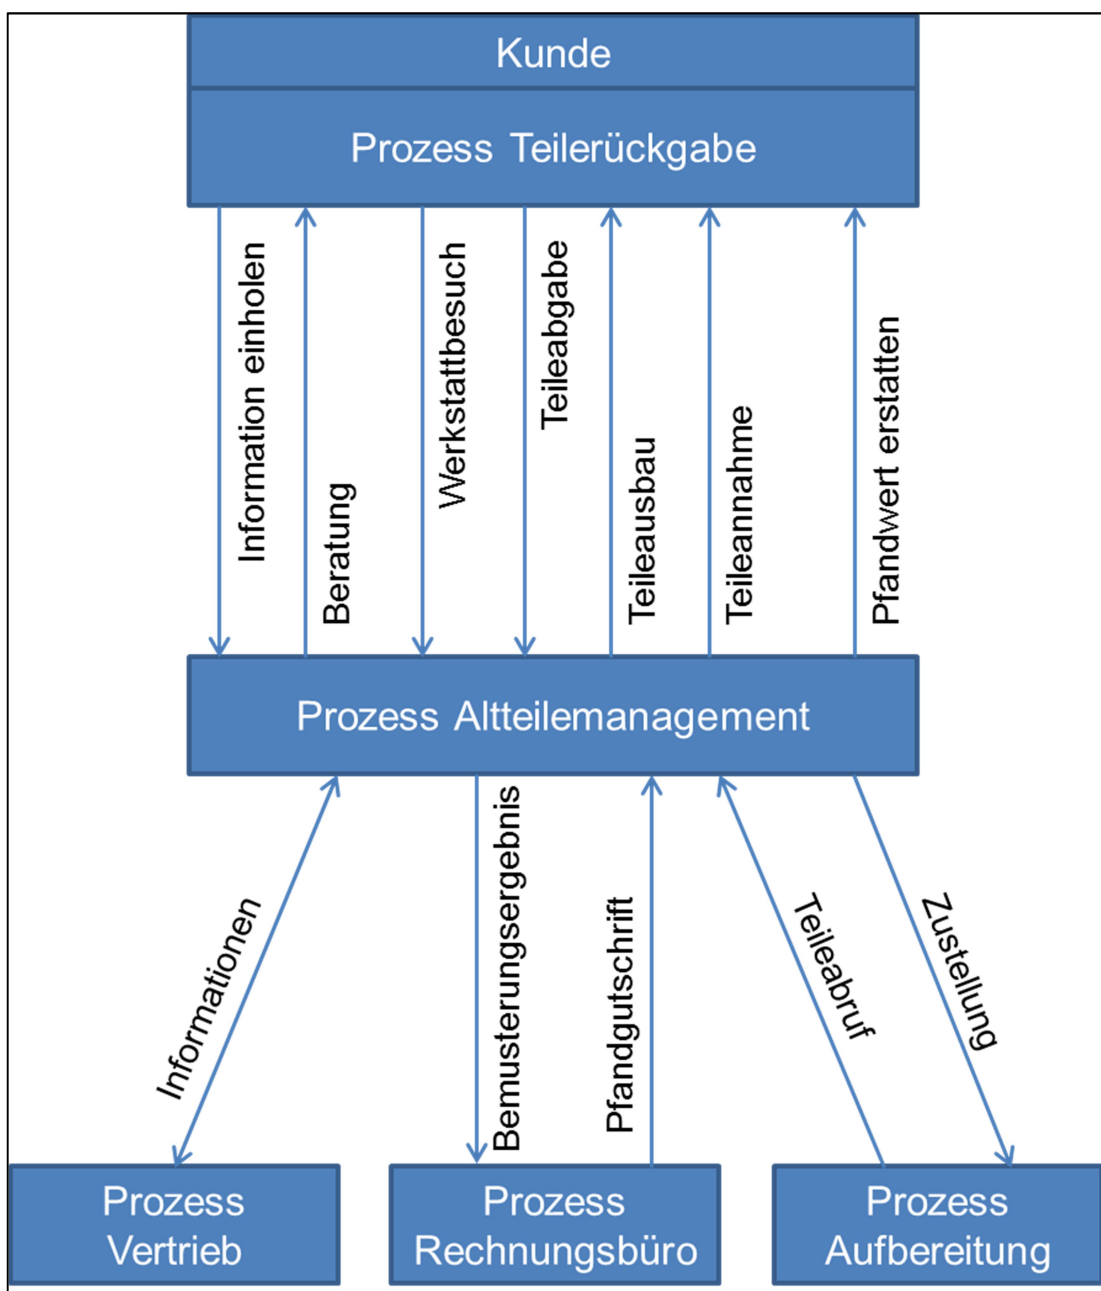 Kunde
Prozess Teilerückgabe
Information einholen
Beratung
Werkstattbesuch
Teileabgabe
Teileausbau
Teileannahme
Pfandwert erstatten
Prozess Altteilemanagement
Informationen
Bemusterungsergebnis
Pfandgutschrift
Teileabruf
Zustellung
Prozess
Vertrieb
Prozess
Rechnungsbüro
Prozess
Aufbereitung